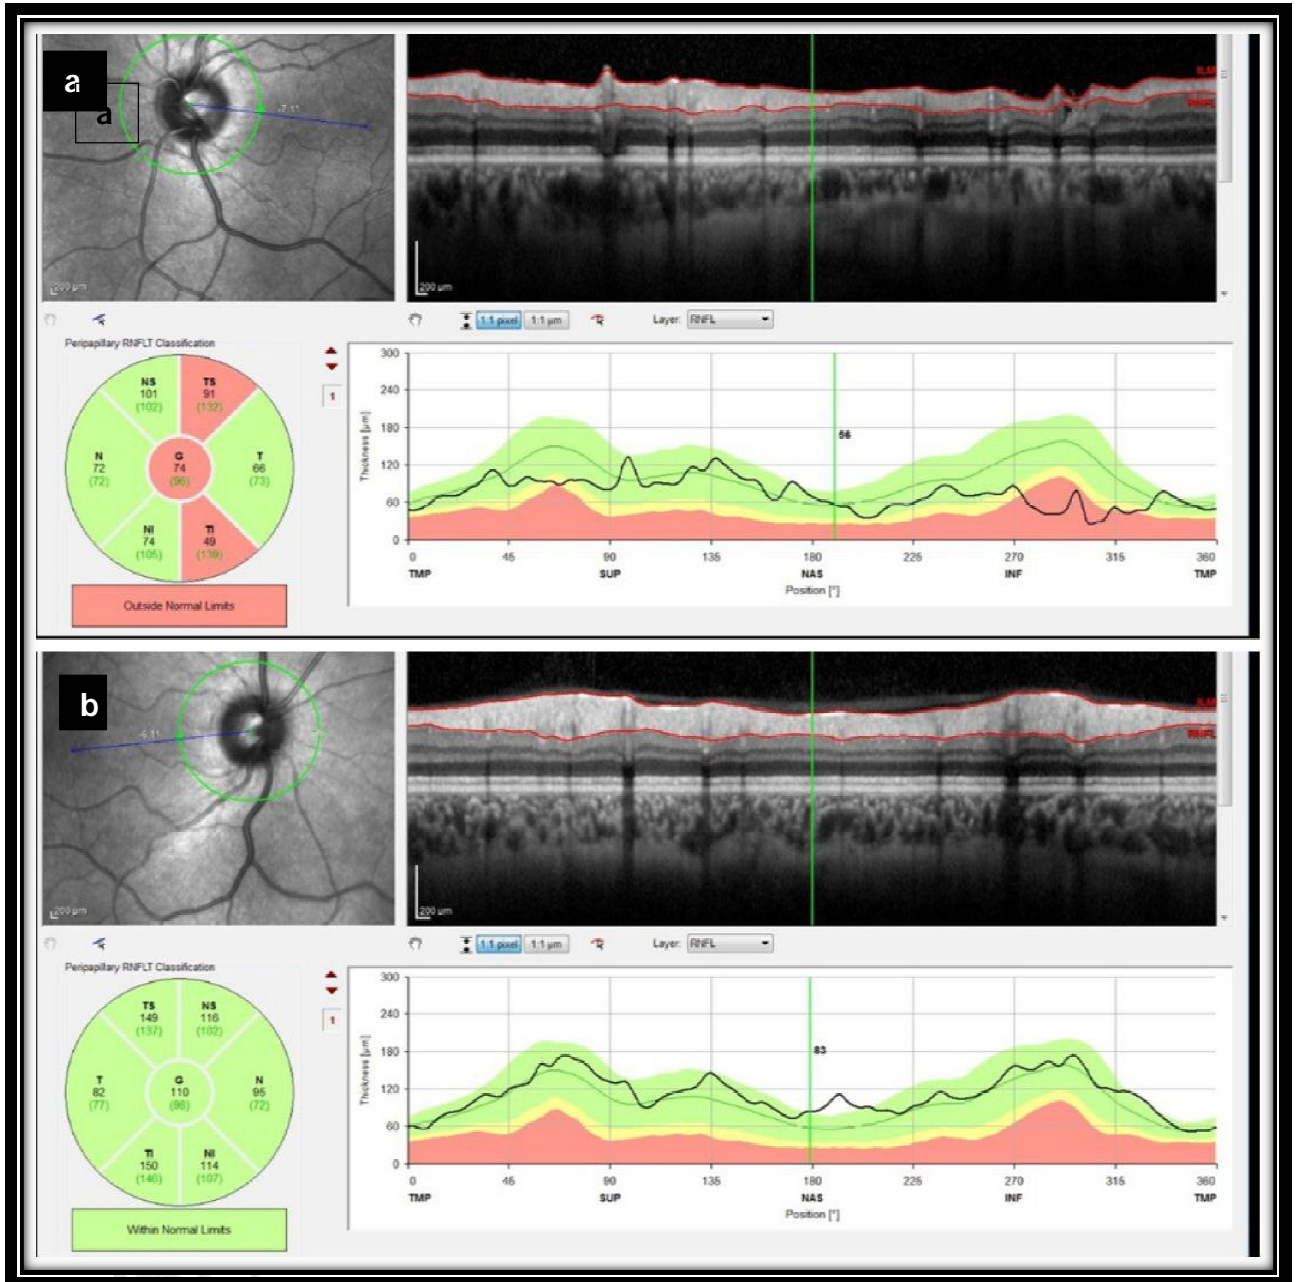 a
a
-7.11
ILM
RNFL
200 µm
200 µm
1:1 pixel
1:1 µm
Layer: RNFL
Peripapillary RNFLT Classification
NS
101
(102)
TS
91
(132)
N
72
(72)
G
74
(96)
T
66
(73)
NI
74
(105)
TI
49
(139)
Outside Normal Limits
1
Thickness [µm]
300
240
180
120
60
0
56
0 45 90 135 180 225 270 315 360
TMP SUP NAS INF TMP
Position [°]
b
ILM
RNFL
200 µm
200 µm
1:1 pixel
1:1 µm
Layer: RNFL
Peripapillary RNFLT Classification
TS
149
(137)
NS
116
(102)
T
82
(77)
G
110
(98)
N
95
(72)
TI
150
(146)
NI
114
(107)
Within Normal Limits
1
Thickness [µm]
300
240
180
120
60
0
83
0 45 90 135 180 225 270 315 360
TMP SUP NAS INF TMP
Position [°]